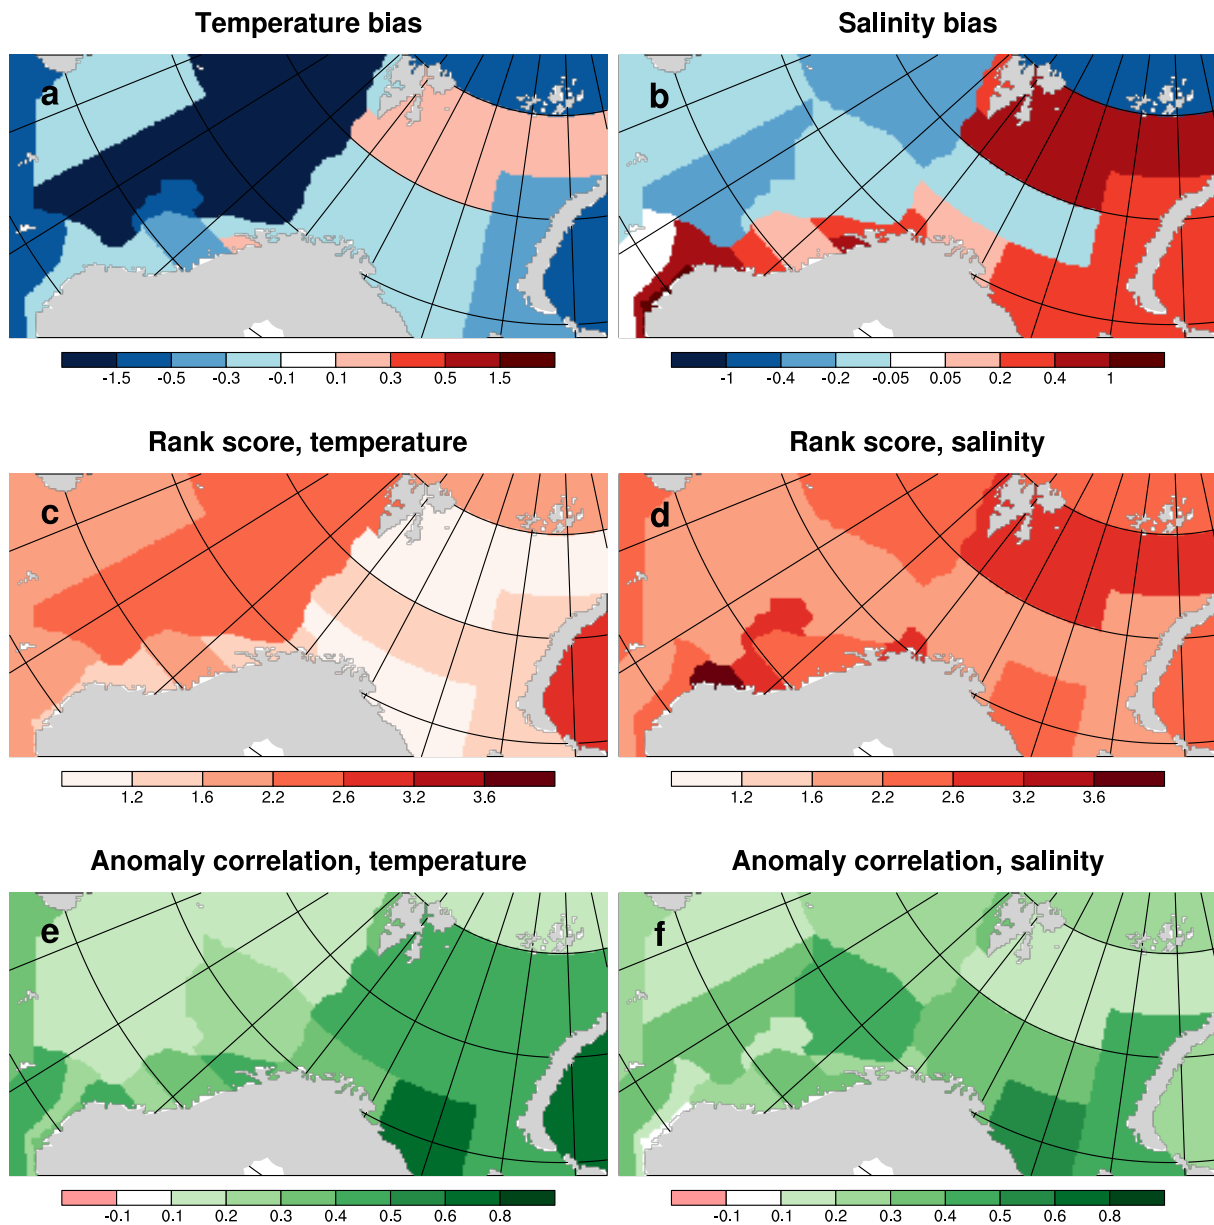 Temperature bias
Salinity bias
a
b
-1.5 -0.5 -0.3 -0.1 0.1 0.3 0.5 1.5
-1 -0.4 -0.2 -0.05 0.05 0.2 0.4 1
Rank score, temperature
Rank score, salinity
c
d
1.2 1.6 2.2 2.6 3.2 3.6
1.2 1.6 2.2 2.6 3.2 3.6
Anomaly correlation, temperature
Anomaly correlation, salinity
e
f
-0.1 0.1 0.2 0.3 0.4 0.5 0.6 0.8
-0.1 0.1 0.2 0.3 0.4 0.5 0.6 0.8